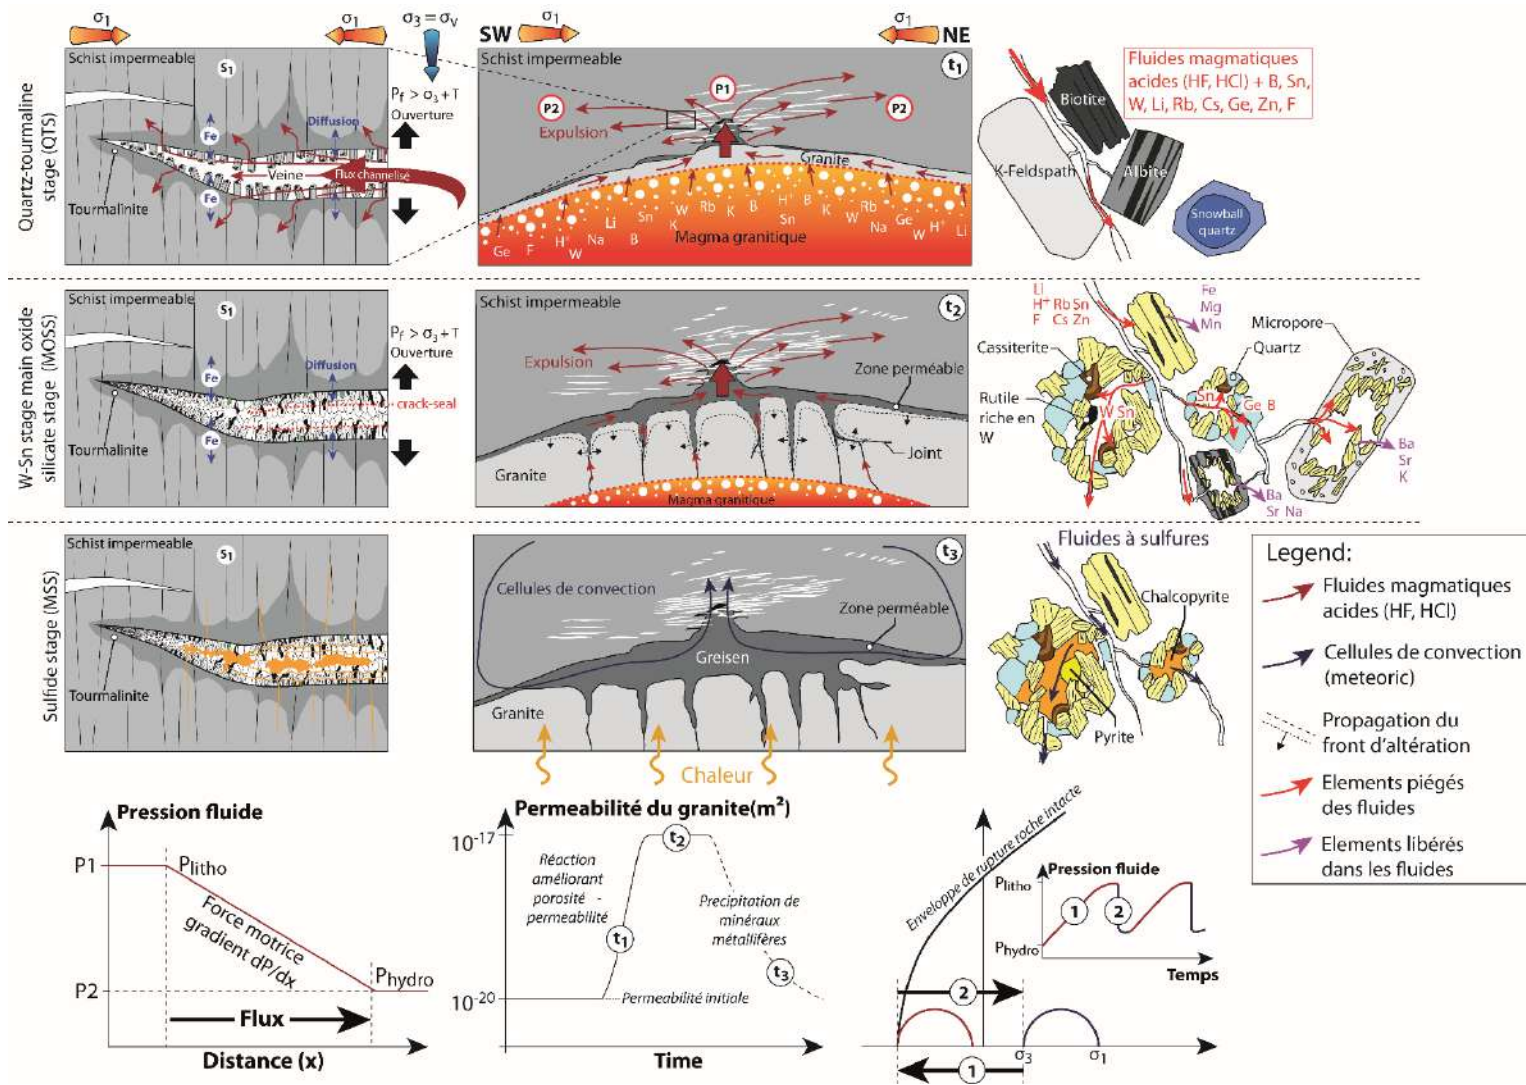 σ1
σ1
σ3 = σv
Schist impermeable
S1
Pf > σ3 + T
Ouverture
Fe
Diffusion
Veine
Flux channelisé
Fe
Tourmalinite
Quartz-tourmaline
stage (QTS)
SW
σ1
σ1
NE
Schist impermeable
t1
P1
P2
P2
Expulsion
Granite
Ge
F
H+
W
Na
Li
B
Sn
K
W
Rb
K
B
H+
Sn
B
K
W
Rb
Na
Ge
W
H+
Li
Magma granitique
Fluides magmatiques
acides (HF, HCl) + B, Sn,
W, Li, Rb, Cs, Ge, Zn, F
Biotite
K-Feldspath
Albite
Snowball
quartz
W-Sn stage main oxide
silicate stage (MOSS)
Schist impermeable
S1
Pf > σ3 + T
Ouverture
Diffusion
Fe
crack-seal
Fe
Tourmalinite
Schist impermeable
t2
Expulsion
Zone perméable
Granite
Joint
Magma granitique
Li
H+ Rb Sn
F Cs Zn
Fe
Mg
Mn
Micropore
Cassiterite
Quartz
Rutile
riche en
W
W Sn
Sn
Ge B
Ba
Sr
K
Ba
Sr Na
Sulfide stage (MSS)
Schist impermeable
S1
Tourmalinite
Schist impermeable
t3
Cellules de convection
Zone perméable
Greisen
Granite
Chaleur
Fluides à sulfures
Chalcopyrite
Pyrite
Legend:
Fluides magmatiques
acides (HF, HCl)
Cellules de convection
(meteoric)
Propagation du
front d'altération
Elements piégés
des fluides
Elements libérés
dans les fluides
Pression fluide
P1
Plitho
Force motrice
gradient dP/dx
Phydro
P2
Flux
Distance (x)
Permeabilité du granite(m²)
10-17
t2
Réaction
améliorant
porosité -
permeabilité
Precipitation de
minéraux
métallifères
t1
t3
10-20
Permeabilité initiale
Time
Enveloppe de rupture roche intacte
Pression fluide
Plitho
1
2
Phydro
Temps
2
σ3
σ1
1